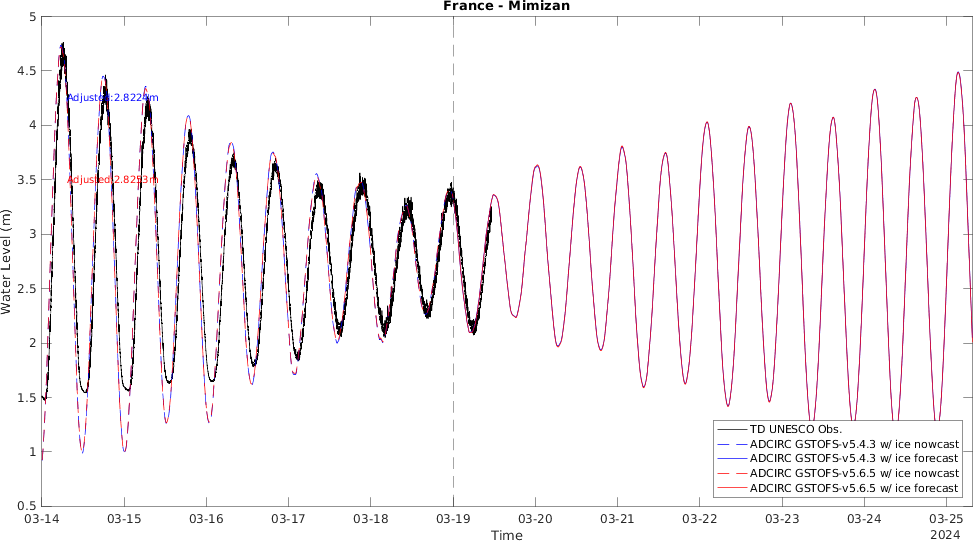 France - Mimizan
5
4.5
4
3.5
3
2.5
2
1.5
1
0.5
Water Level (m)
Adjusted:2.8224m
Adjusted:2.8253m
TD UNESCO Obs.
ADCIRC GSTOFS-v5.4.3 w/ ice nowcast
ADCIRC GSTOFS-v5.4.3 w/ ice forecast
ADCIRC GSTOFS-v5.6.5 w/ ice nowcast
ADCIRC GSTOFS-v5.6.5 w/ ice forecast
03-14 03-15 03-16 03-17 03-18 03-19 03-20 03-21 03-22 03-23 03-24 03-25
2024
Time